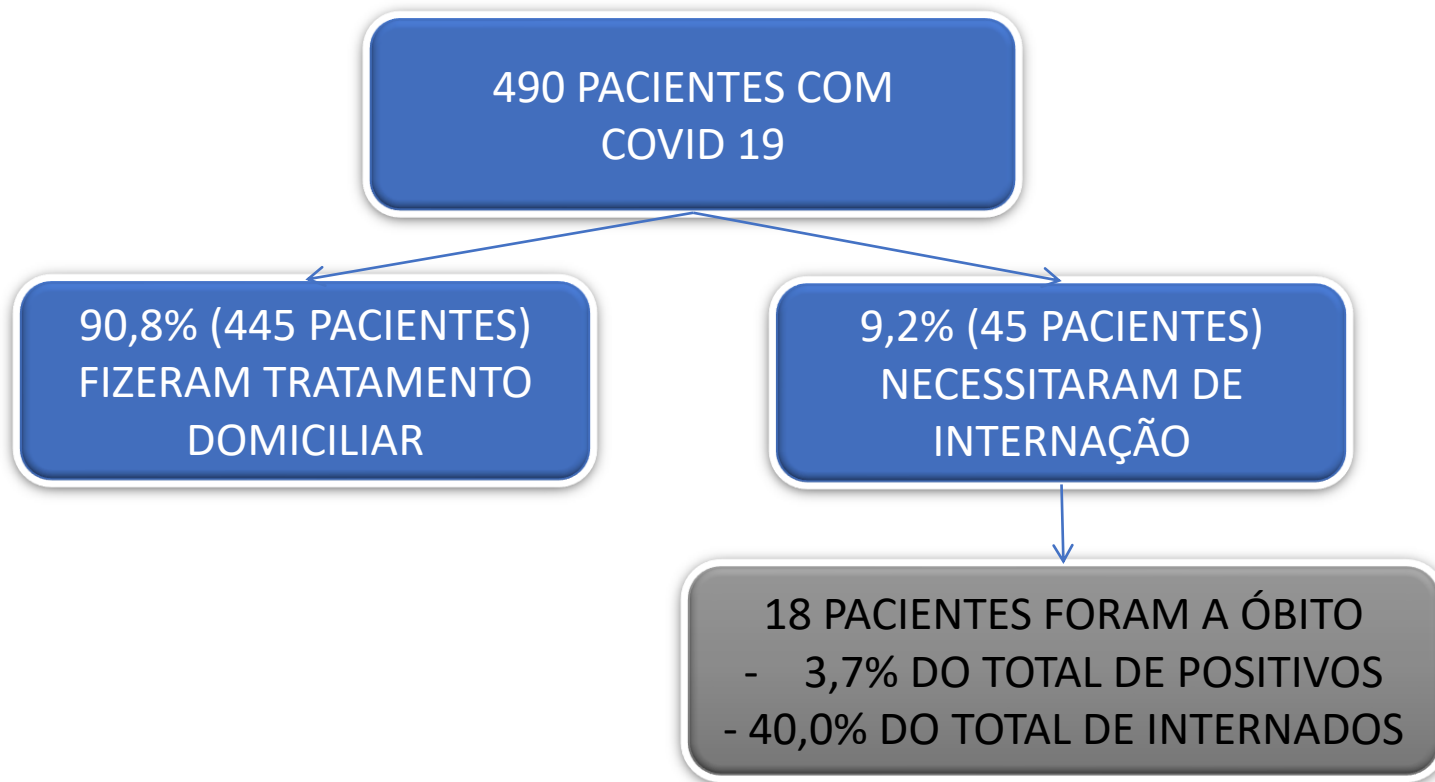 490 PACIENTES COM
COVID 19
90,8% (445 PACIENTES)
FIZERAM TRATAMENTO
DOMICILIAR
9,2% (45 PACIENTES)
NECESSITARAM DE
INTERNAÇÃO
18 PACIENTES FORAM A ÓBITO
- 3,7% DO TOTAL DE POSITIVOS
- 40,0% DO TOTAL DE INTERNADOS